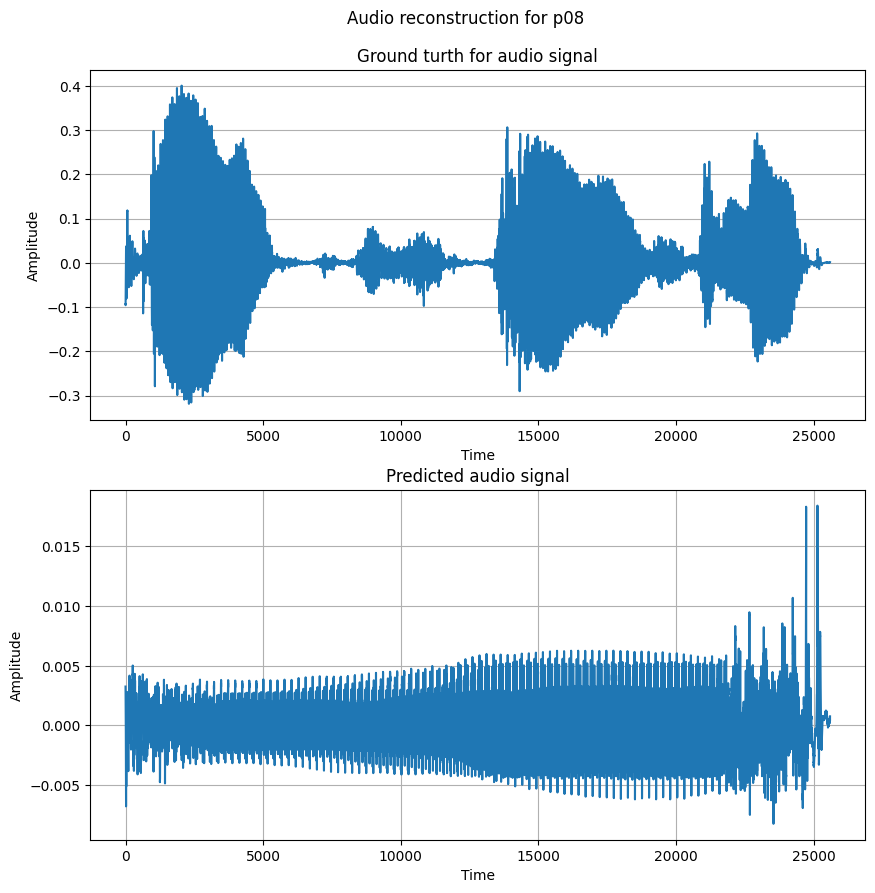 Audio reconstruction for p08
Ground turth for audio signal
0.4
0.3
0.2
0.1
0.0
−0.1
−0.2
−0.3
Amplitude
0 5000 10000 15000 20000 25000
Time
Predicted audio signal
0.015
0.010
0.005
0.000
−0.005
Amplitude
0 5000 10000 15000 20000 25000
Time